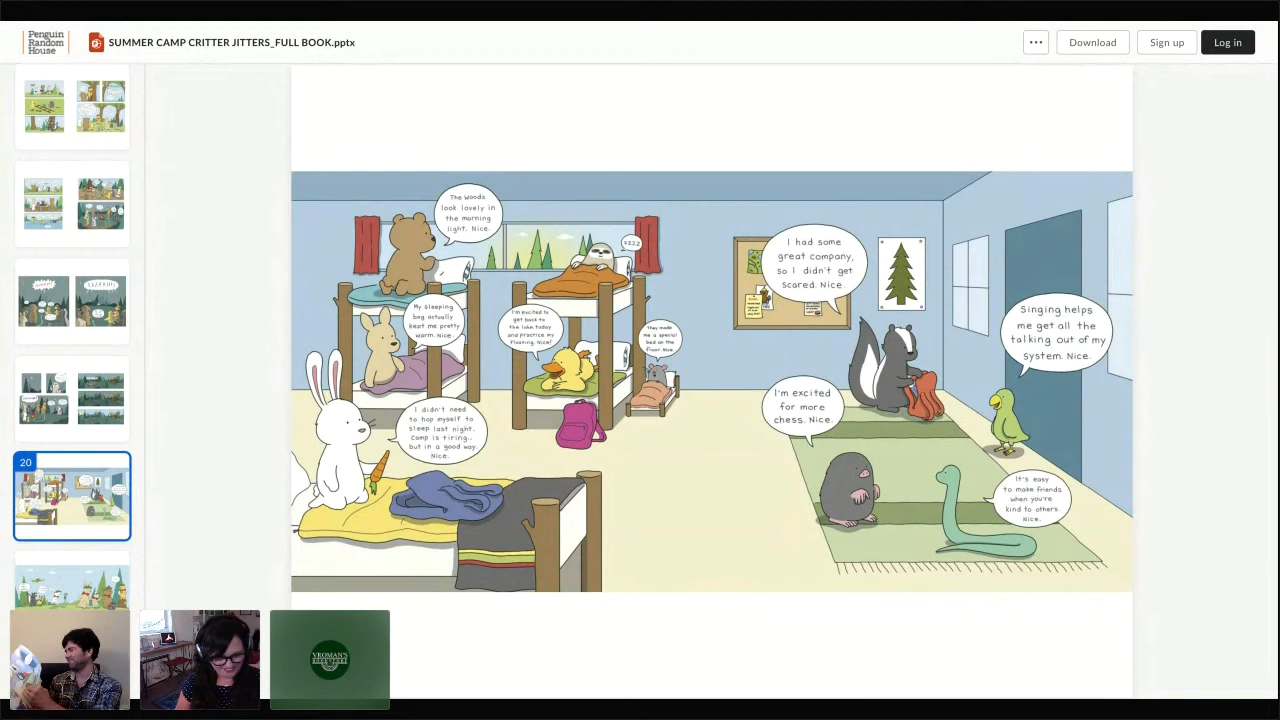 Penguin
Random
House
SUMMER CAMP CRITTER JITTERS_FULL BOOK.pptx
Download
Sign up
Log in
The Woods
look lovely in
the morning
light. Nice.
zzzz
I had some
great company,
so I didn't get
scared. Nice.
My sleeping
bag actually
kept me pretty
warm. Nice.
I'm excited to
get back to
the lake today
and practice my
floating. Nice!
They made
me a special
bed on the
floor. Nice.
Singing helps
me get all the
talking out of my
system. Nice.
I'm excited
for more
chess. Nice.
I didn't need
to hop myself to
sleep last night.
Camp is tiring...
but in a good way.
Nice.
It's easy
to make friends
when you're
kind to others.
Nice.
20
VROMAN'S
BOOKSTORE